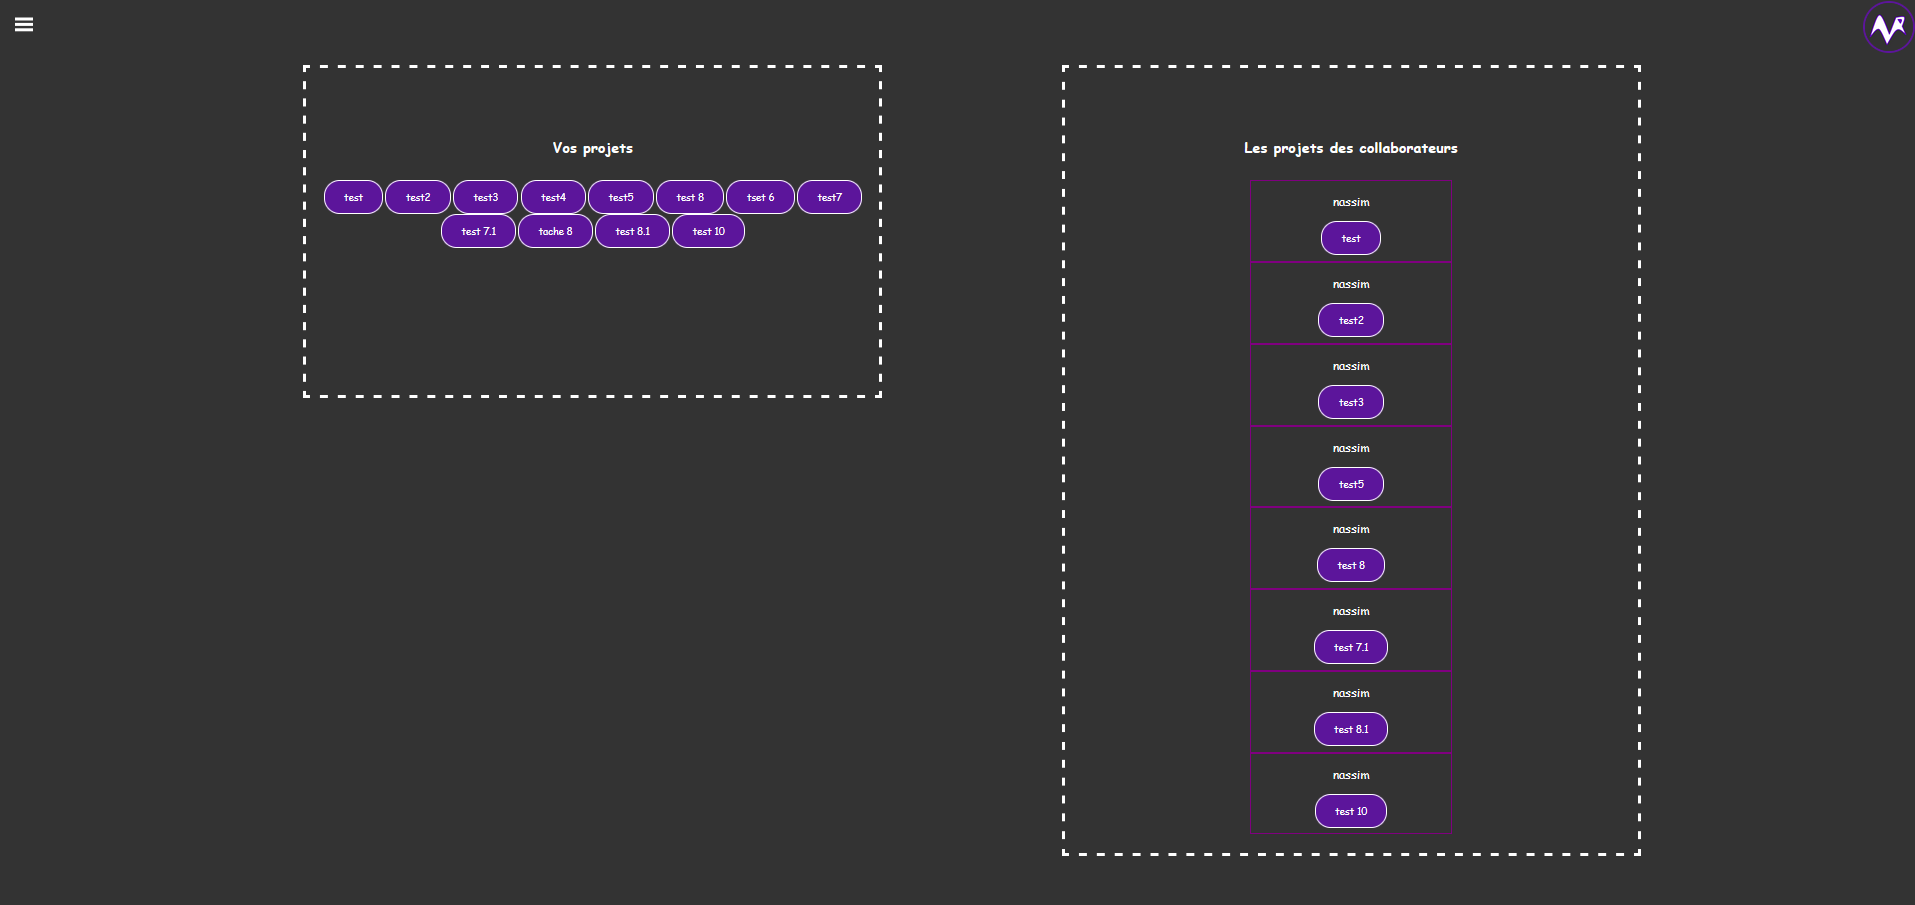 Vos projets
test test2 test3 test4 test5 test 8 tset 6 test7
test 7.1 tache 8 test 8.1 test 10
Les projets des collaborateurs
nassim
test
nassim
test2
nassim
test3
nassim
test5
nassim
test 8
nassim
test 7.1
nassim
test 8.1
nassim
test 10